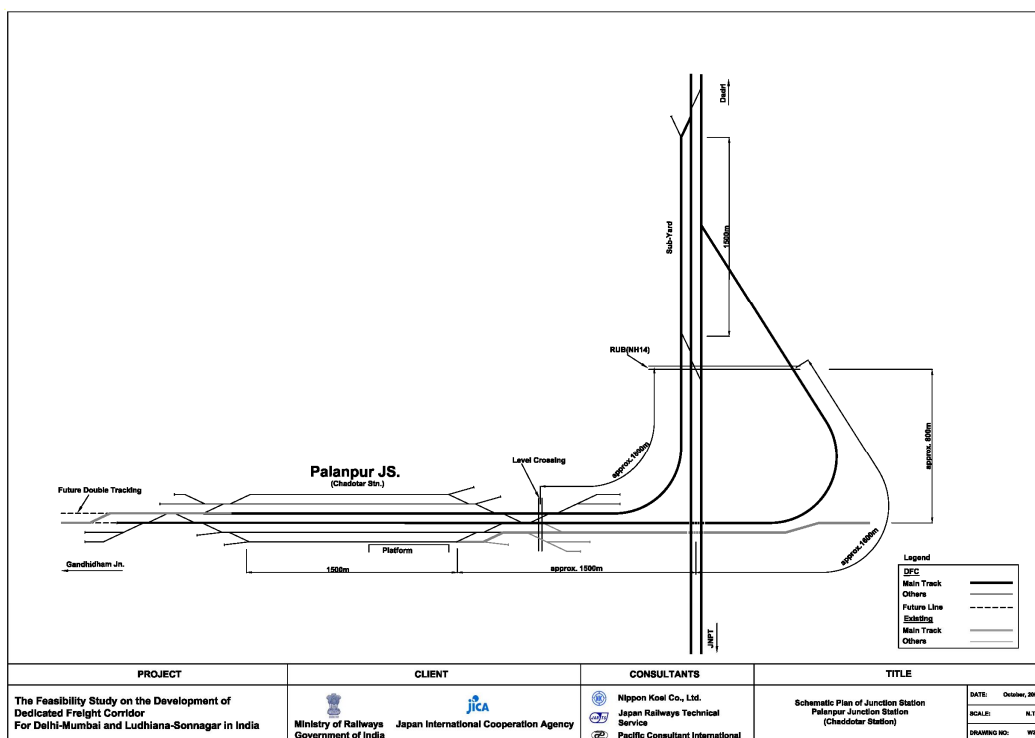 Dadri
Sub-Yard
1500m
RUB(NH14)
approx. 1000m
approx. 800m
Palanpur JS.
(Chadotar Stn.)
Level Crossing
Future Double Tracking
Platform
Gandhidham Jn.
1500m
approx. 1500m
approx. 1600m
JNPT
Legend
DFC
Main Track
Others
Future Line
Existing
Main Track
Others
PROJECT
The Feasibility Study on the Development of
Dedicated Freight Corridor
For Delhi-Mumbai and Ludhiana-Sonnagar in India
CLIENT
Ministry of Railways
Government of India
JICA
Japan International Cooperation Agency
CONSULTANTS
Nippon Koei Co., Ltd.
Japan Railways Technical
Service
Pacific Consultant International
TITLE
Schematic Plan of Junction Station
Palanpur Junction Station
(Chaddotar Station)
DATE: October,
SCALE:
DRAWING NO: